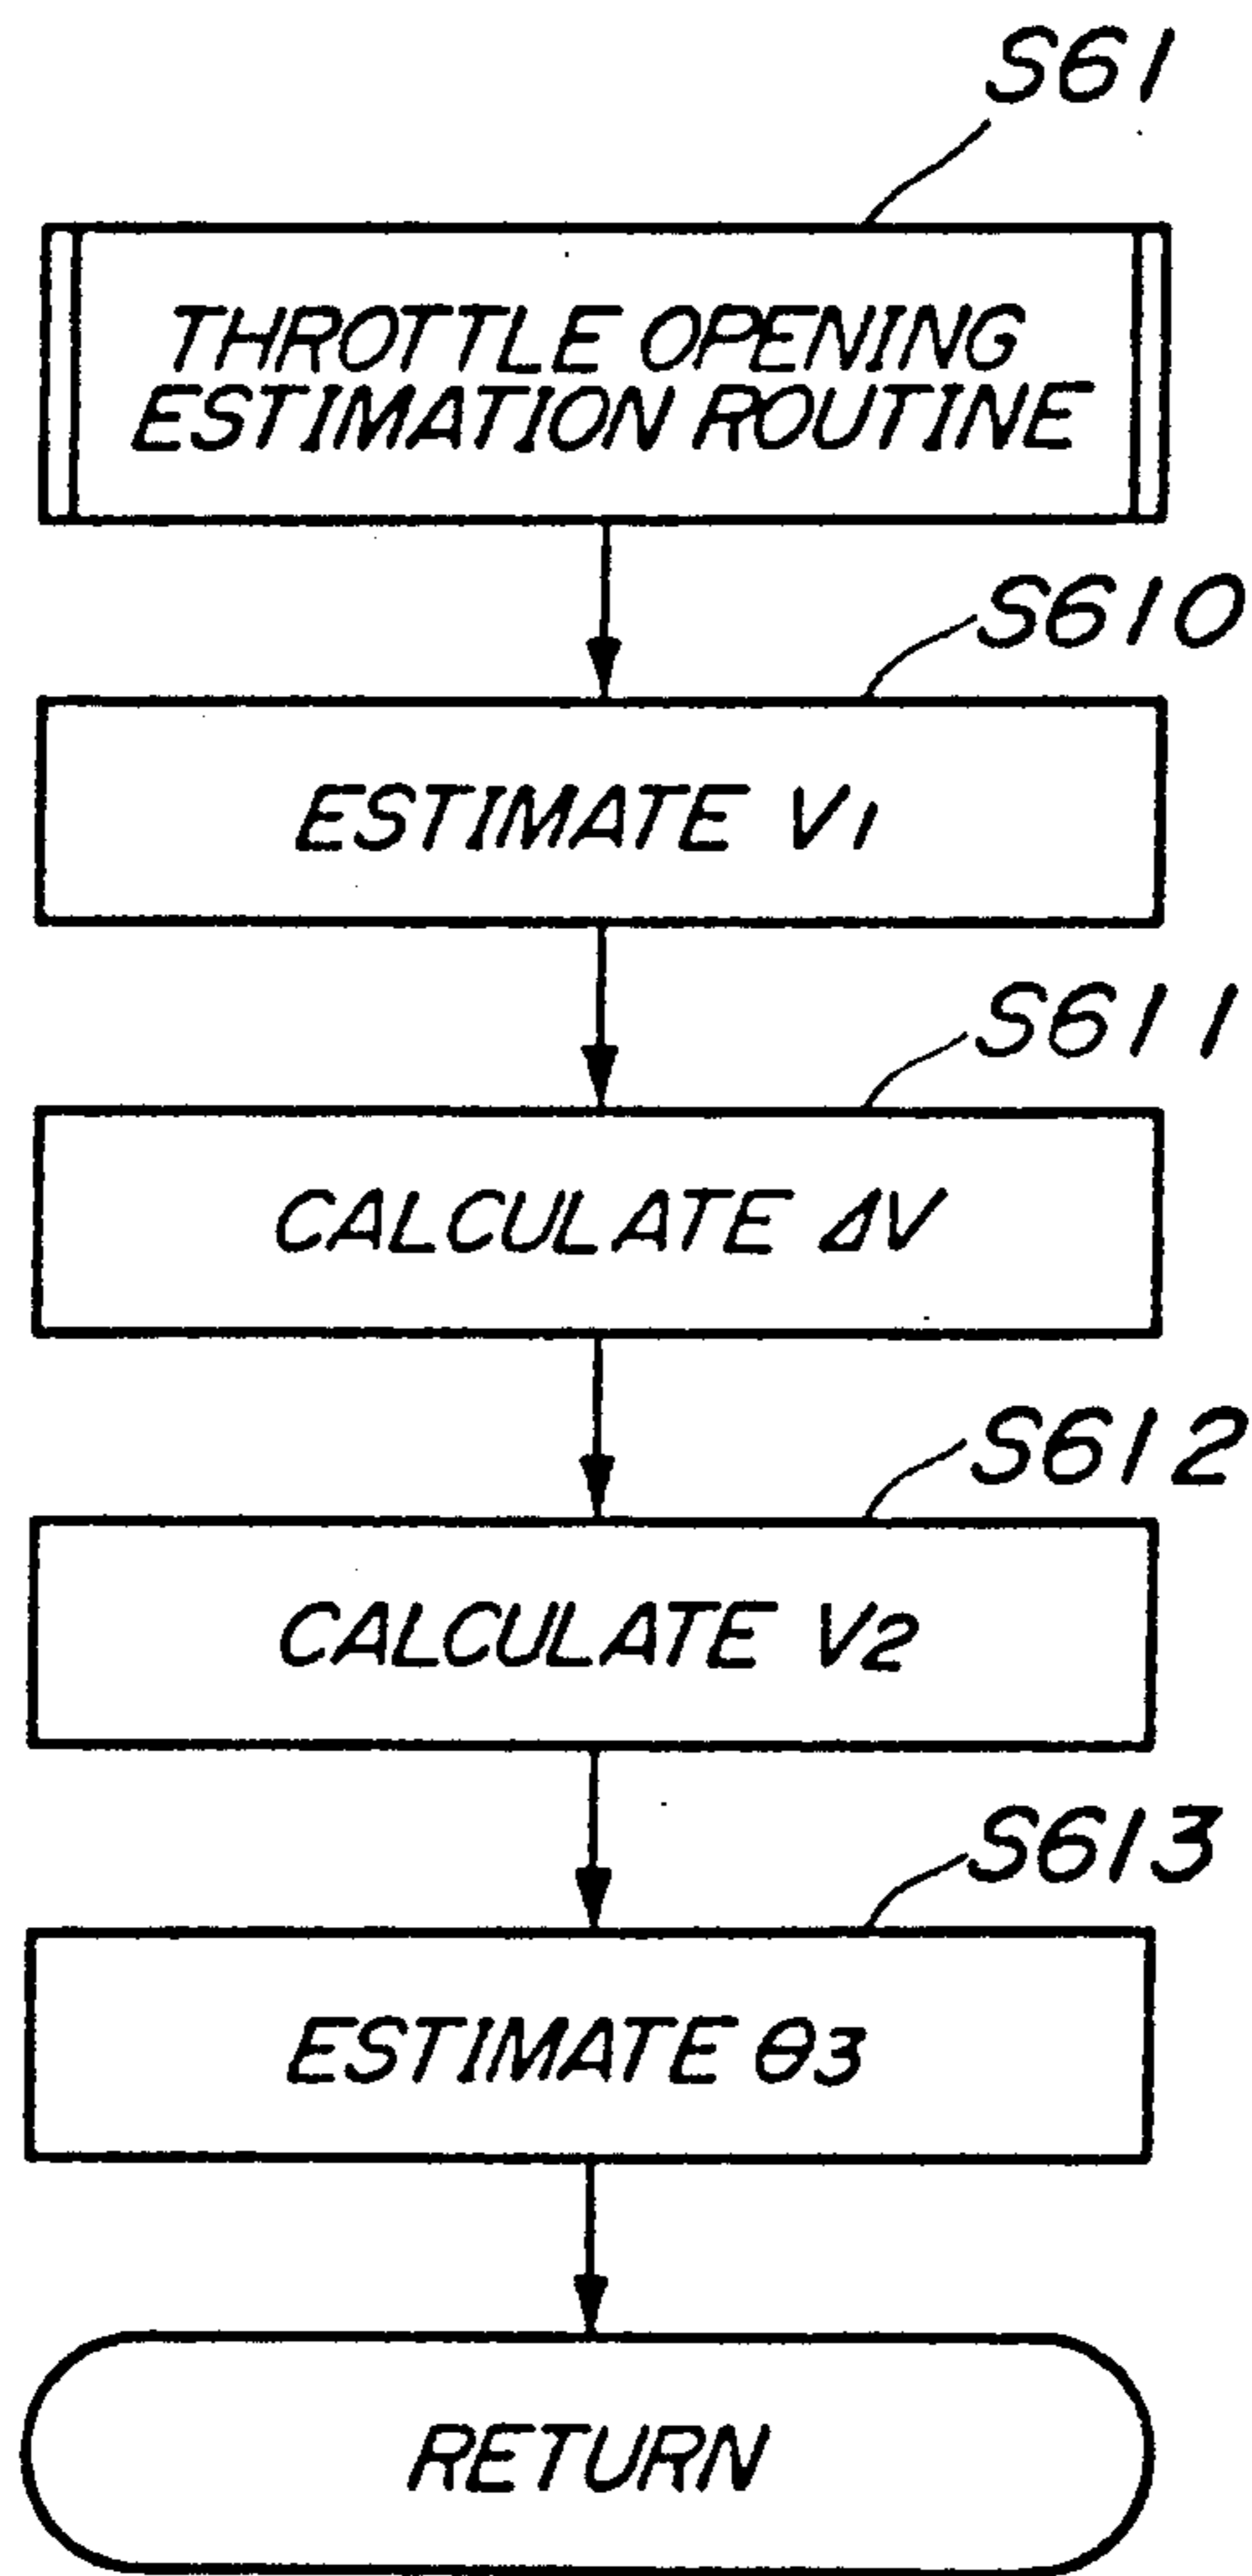 S61
THROTTLE OPENING
ESTIMATION ROUTINE
S610
ESTIMATE V1
S611
CALCULATE ΔV
S612
CALCULATE V2
S613
ESTIMATE θ3
RETURN